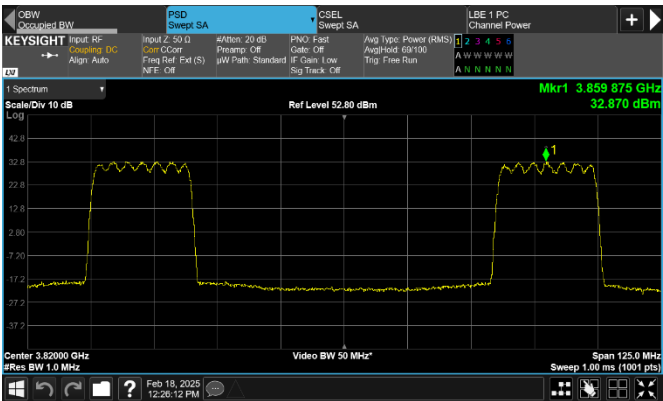 OBW
Occupied BW
PSD
Swept SA
CSEL
Swept SA
LBE 1 PC
Channel Power
KEYSIGHT
Input: RF
Coupling: DC
Align: Auto
LXI
Input Z: 50 Ω
Corr CCorr
Freq Ref: Ext (S)
NFE: Off
#Atten: 20 dB
Preamp: Off
µW Path: Standard
PNO: Fast
Gate: Off
IF Gain: Low
Sig Track: Off
Avg Type: Power (RMS)
Avg|Hold: 69/100
Trig: Free Run
1 2 3 4 5 6
A W W W W W
A N N N N N
1 Spectrum
Mkr1 3.859 875 GHz
32.870 dBm
Scale/Div 10 dB
Ref Level 52.80 dBm
Log
42.8
32.8
22.8
12.8
2.80
-7.20
-17.2
-27.2
-37.2
1
Center 3.82000 GHz
Video BW 50 MHz*
Span 125.0 MHz
#Res BW 1.0 MHz
Sweep 1.00 ms (1001 pts)
Feb 18, 2025
12:26:12 PM